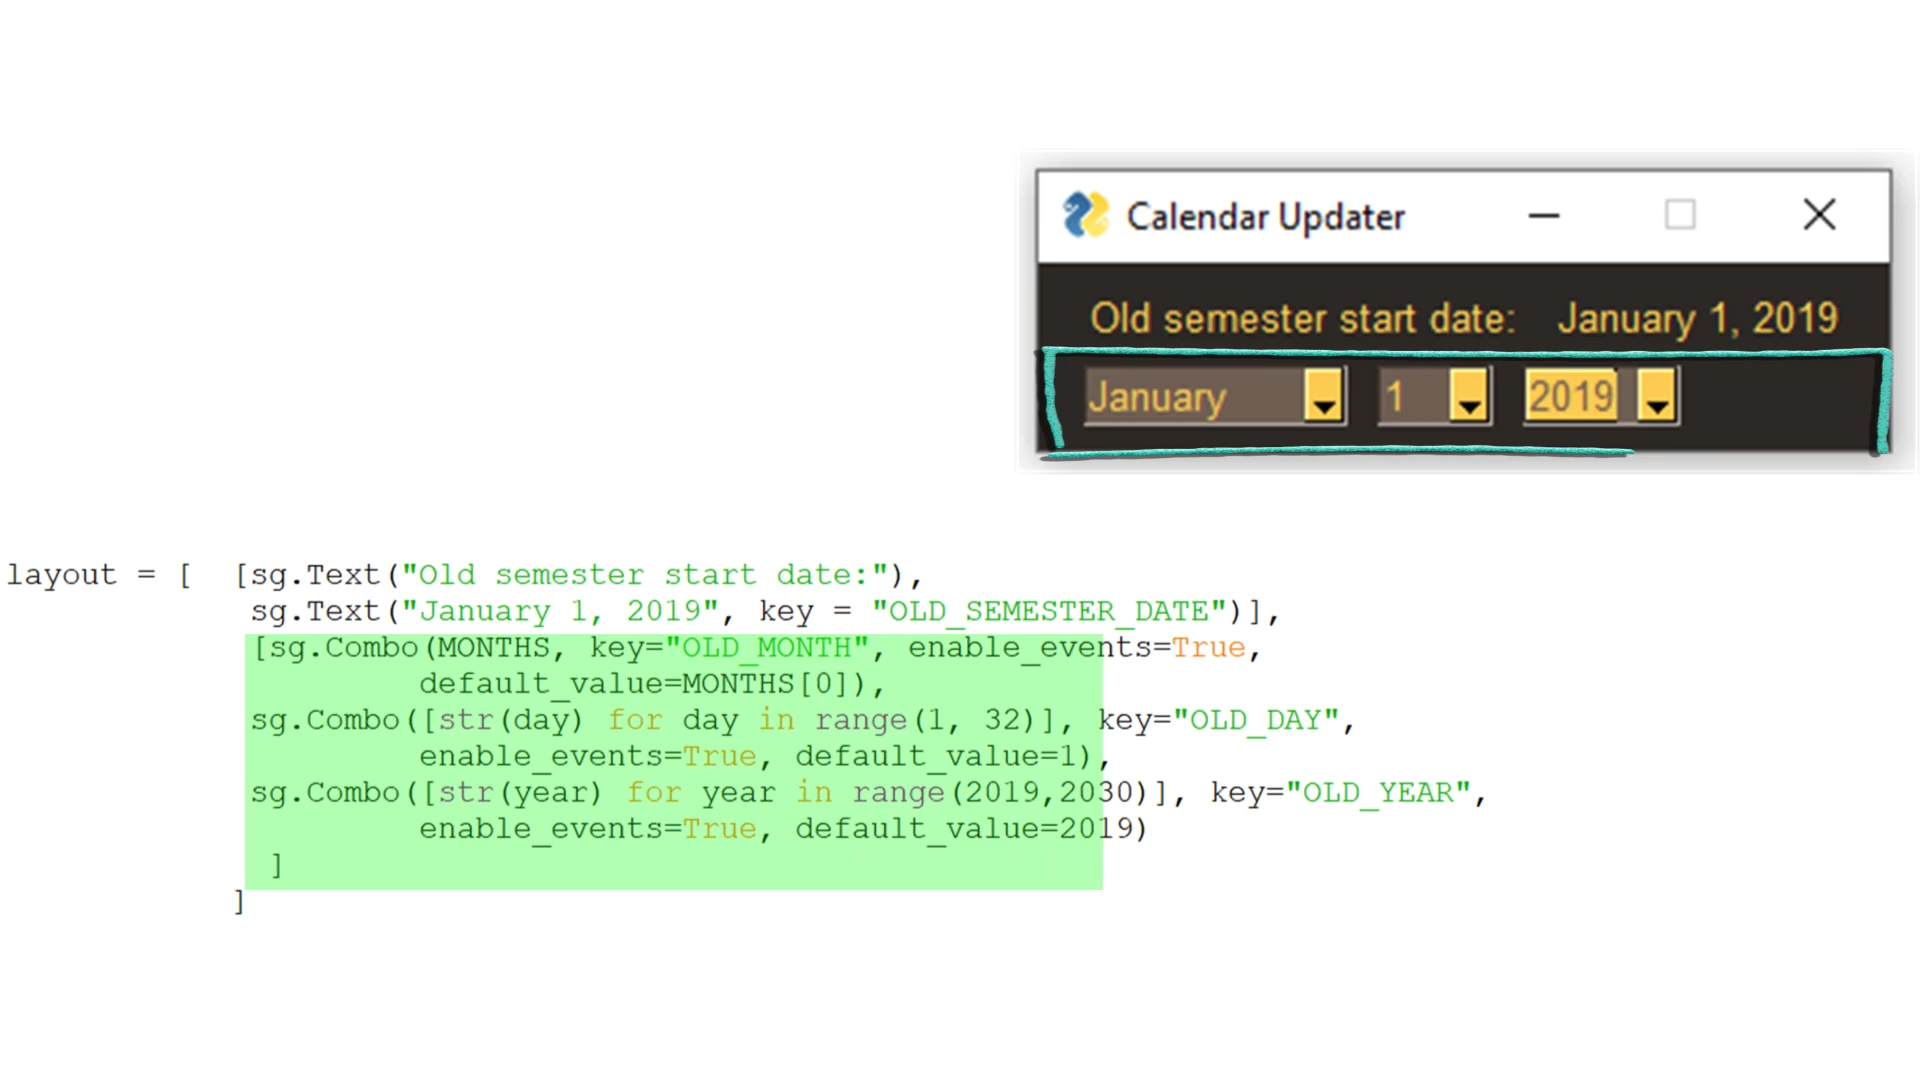 Calendar Updater
Old semester start date: January 1, 2019
January 1 2019
layout = [ [sg.Text("Old semester start date:"),
sg.Text("January 1, 2019", key = "OLD_SEMESTER_DATE")],
[sg.Combo(MONTHS, key="OLD_MONTH", enable_events=True,
default_value=MONTHS[0]),
sg.Combo([str(day) for day in range(1, 32)], key="OLD_DAY",
enable_events=True, default_value=1),
sg.Combo([str(year) for year in range(2019,2030)], key="OLD_YEAR",
enable_events=True, default_value=2019)
]
]